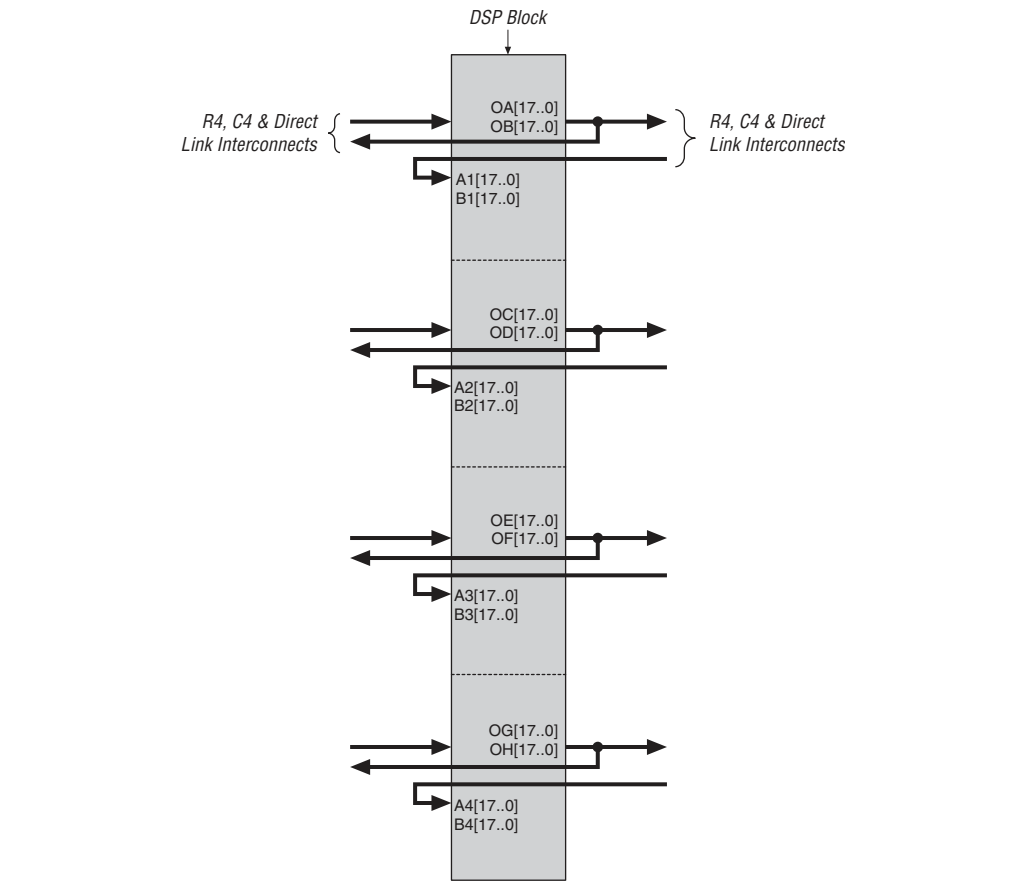 DSP Block
R4, C4 & Direct
Link Interconnects
OA[17..0]
OB[17..0]
R4, C4 & Direct
Link Interconnects
A1[17..0]
B1[17..0]
OC[17..0]
OD[17..0]
A2[17..0]
B2[17..0]
OE[17..0]
OF[17..0]
A3[17..0]
B3[17..0]
OG[17..0]
OH[17..0]
A4[17..0]
B4[17..0]